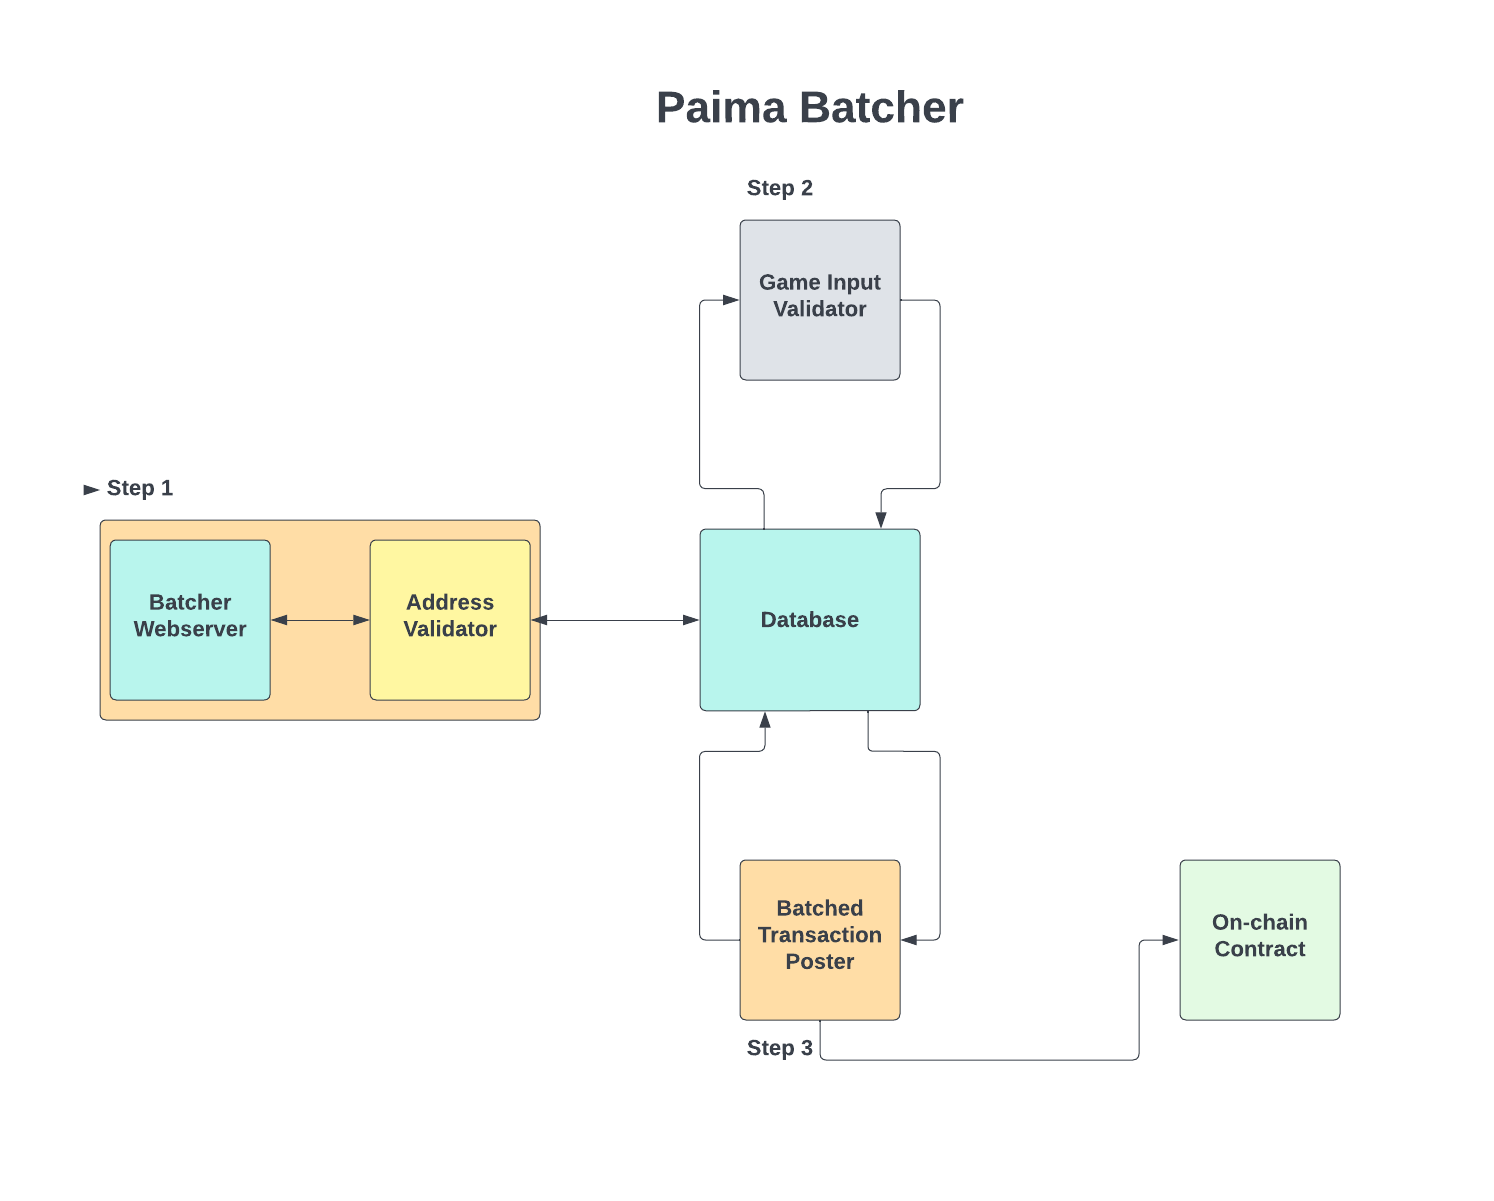 Paima Batcher
Step 2
Game Input
Validator
Step 1
Batcher
Webserver
Address
Validator
Database
Batched
Transaction
Poster
On-chain
Contract
Step 3